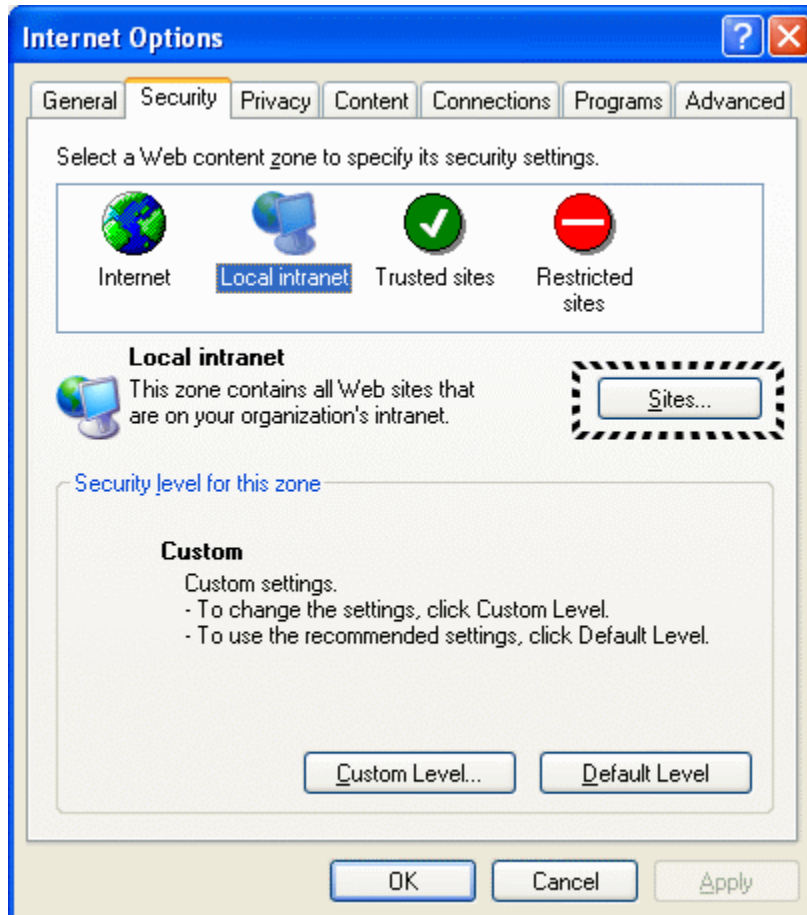 Internet Options
General Security Privacy Content Connections Programs Advanced
Select a Web content zone to specify its security settings.
Internet Local intranet Trusted sites Restricted
sites
Local intranet
This zone contains all Web sites that
are on your organization's intranet.
Sites...
Security level for this zone
Custom
Custom settings.
- To change the settings, click Custom Level.
- To use the recommended settings, click Default Level.
Custom Level... Default Level
OK Cancel Apply